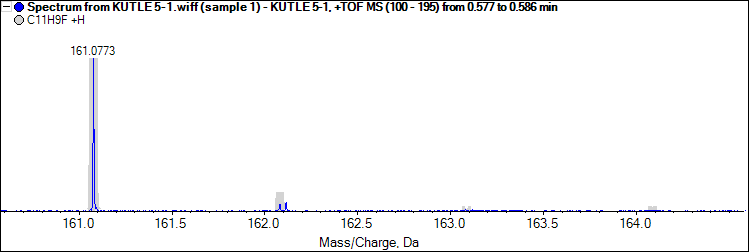 Spectrum from KUTLE 5-1.wiff (sample 1) - KUTLE 5-1, +TOF MS (100 - 195) from 0.577 to 0.586 min
C11H9F +H
161.0773
161.0 161.5 162.0 162.5 163.0 163.5 164.0
Mass/Charge, Da